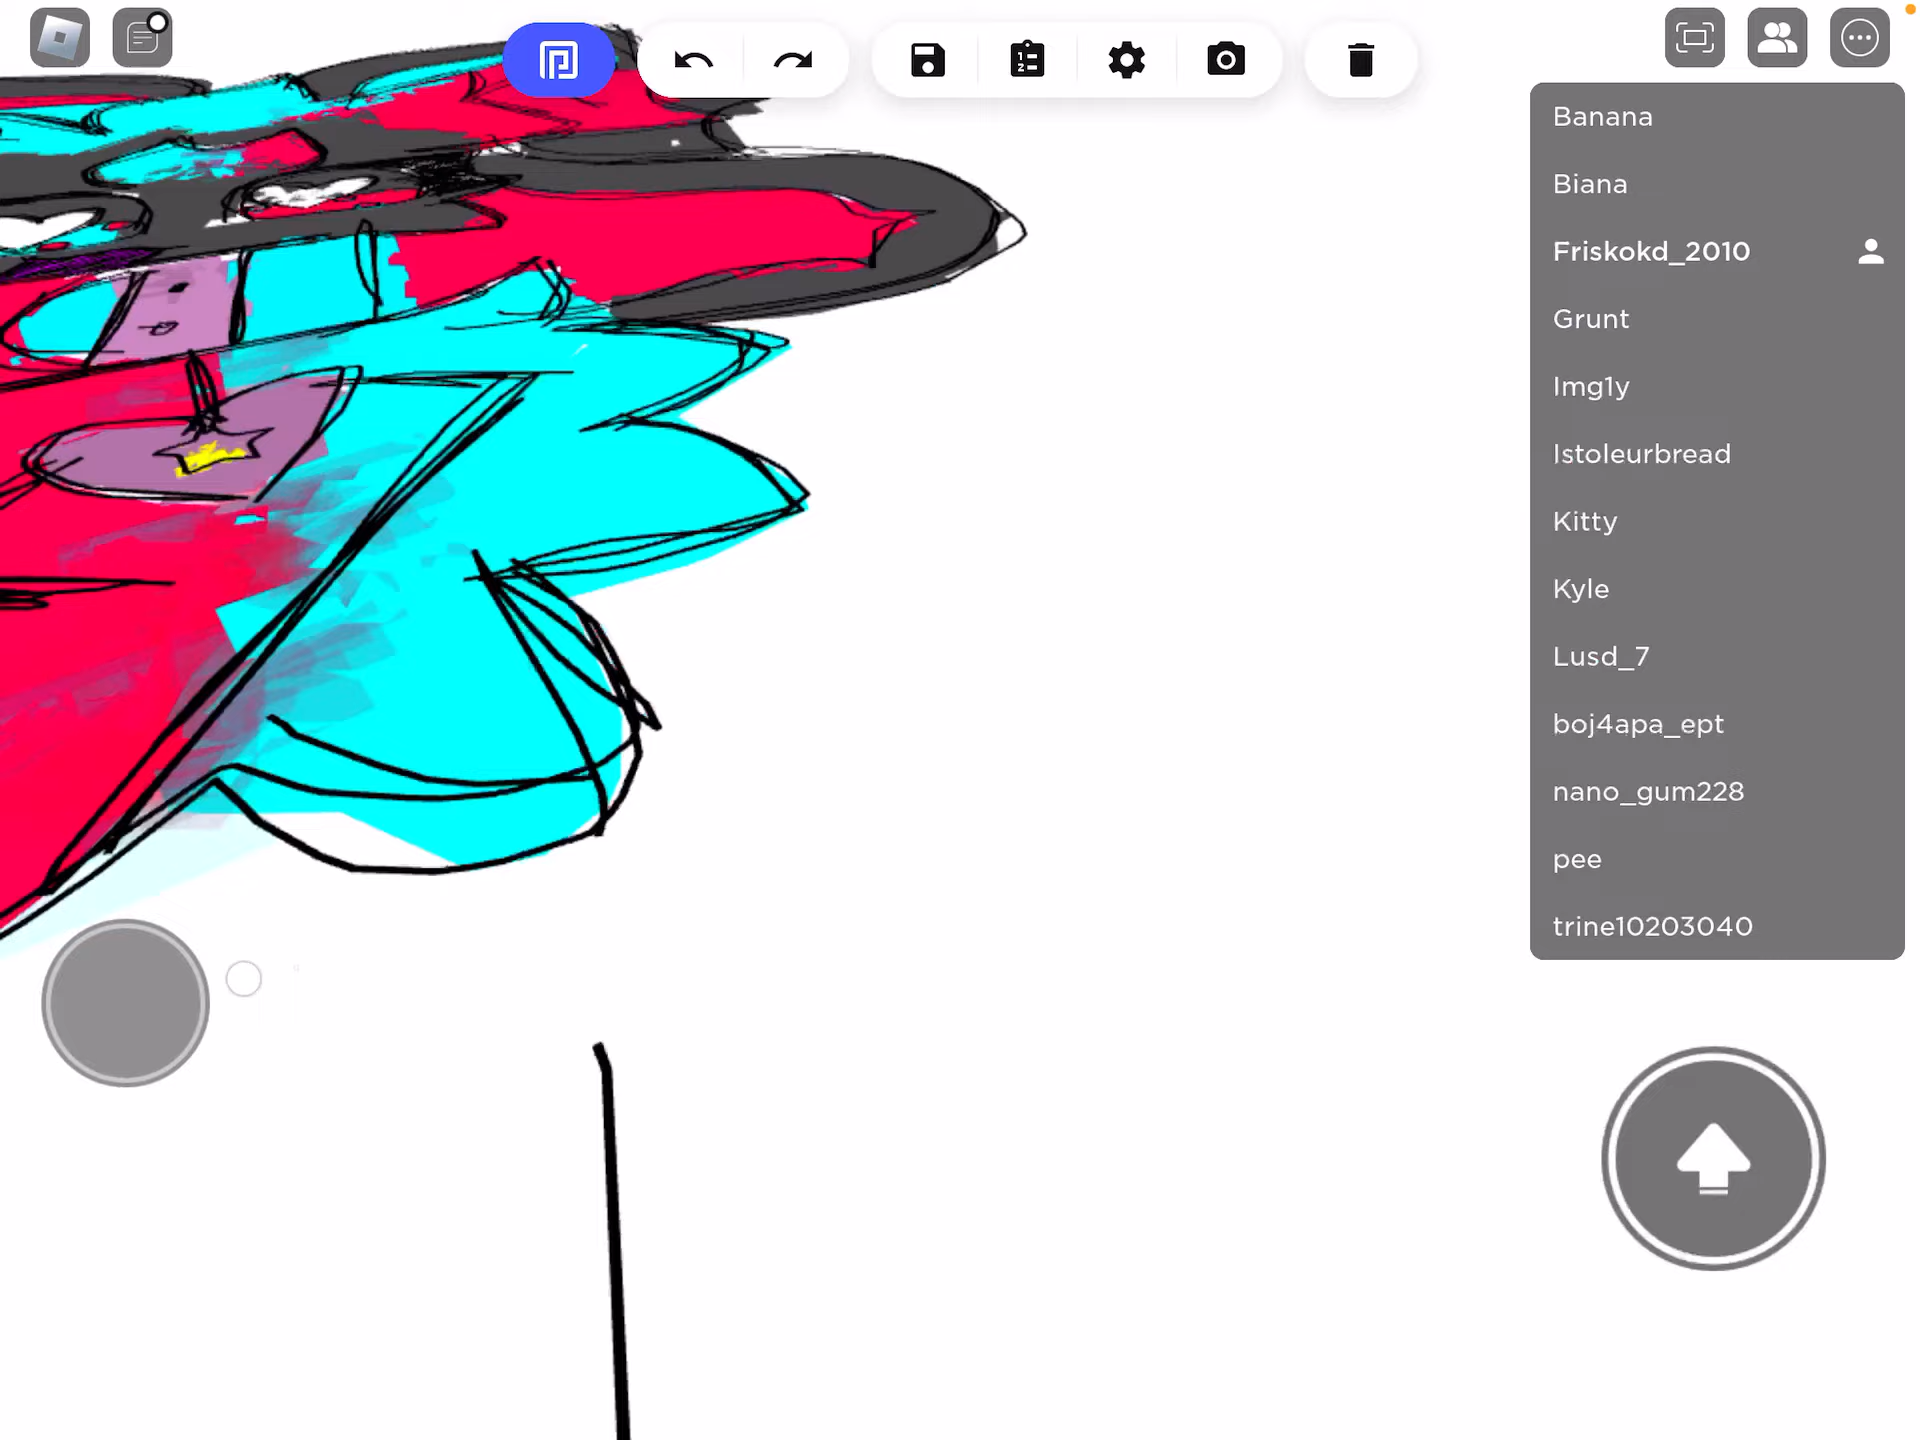 Banana
Biana
Friskokd_2010
Grunt
Img1y
Istoleurbread
Kitty
Kyle
Lusd_7
boj4apa_ept
nano_gum228
pee
trine10203040